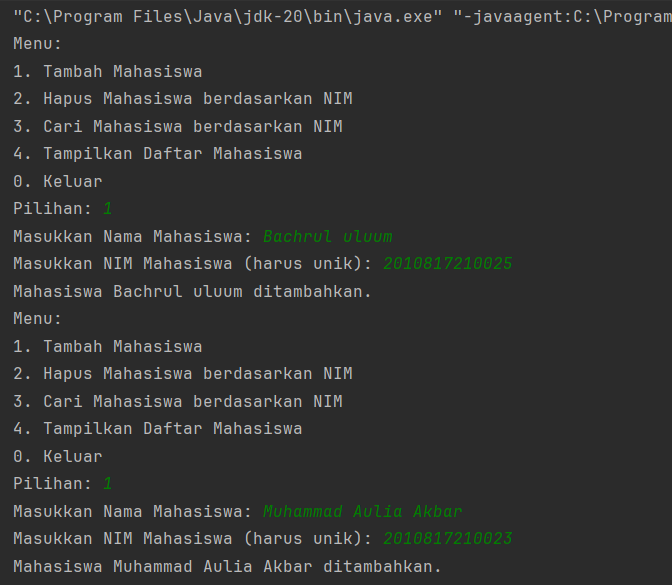 "C:\Program Files\Java\jdk-20\bin\java.exe" "-javaagent:C:\Program
Menu:
1. Tambah Mahasiswa
2. Hapus Mahasiswa berdasarkan NIM
3. Cari Mahasiswa berdasarkan NIM
4. Tampilkan Daftar Mahasiswa
0. Keluar
Pilihan: 1
Masukkan Nama Mahasiswa: Bachrul uluum
Masukkan NIM Mahasiswa (harus unik): 2010817210025
Mahasiswa Bachrul uluum ditambahkan.
Menu:
1. Tambah Mahasiswa
2. Hapus Mahasiswa berdasarkan NIM
3. Cari Mahasiswa berdasarkan NIM
4. Tampilkan Daftar Mahasiswa
0. Keluar
Pilihan: 1
Masukkan Nama Mahasiswa: Muhammad Aulia Akbar
Masukkan NIM Mahasiswa (harus unik): 2010817210023
Mahasiswa Muhammad Aulia Akbar ditambahkan.